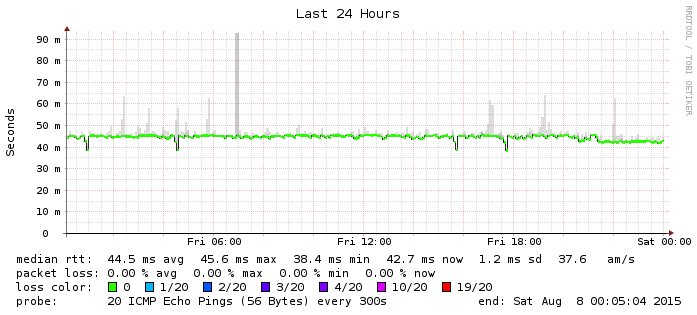 Last 24 Hours
RRDTOOL / TOBI OETIKER
Seconds
90 m
80 m
70 m
60 m
50 m
40 m
30 m
20 m
10 m
0
Fri 06:00 Fri 12:00 Fri 18:00 Sat 00:00
median rtt: 44.5 ms avg 45.6 ms max 38.4 ms min 42.7 ms now 1.2 ms sd 37.6 am/s
packet loss: 0.00 % avg 0.00 % max 0.00 % min 0.00 % now
loss color: 0 1/20 2/20 3/20 4/20 10/20 19/20
probe: 20 ICMP Echo Pings (56 Bytes) every 300s end: Sat Aug 8 00:05:04 2015